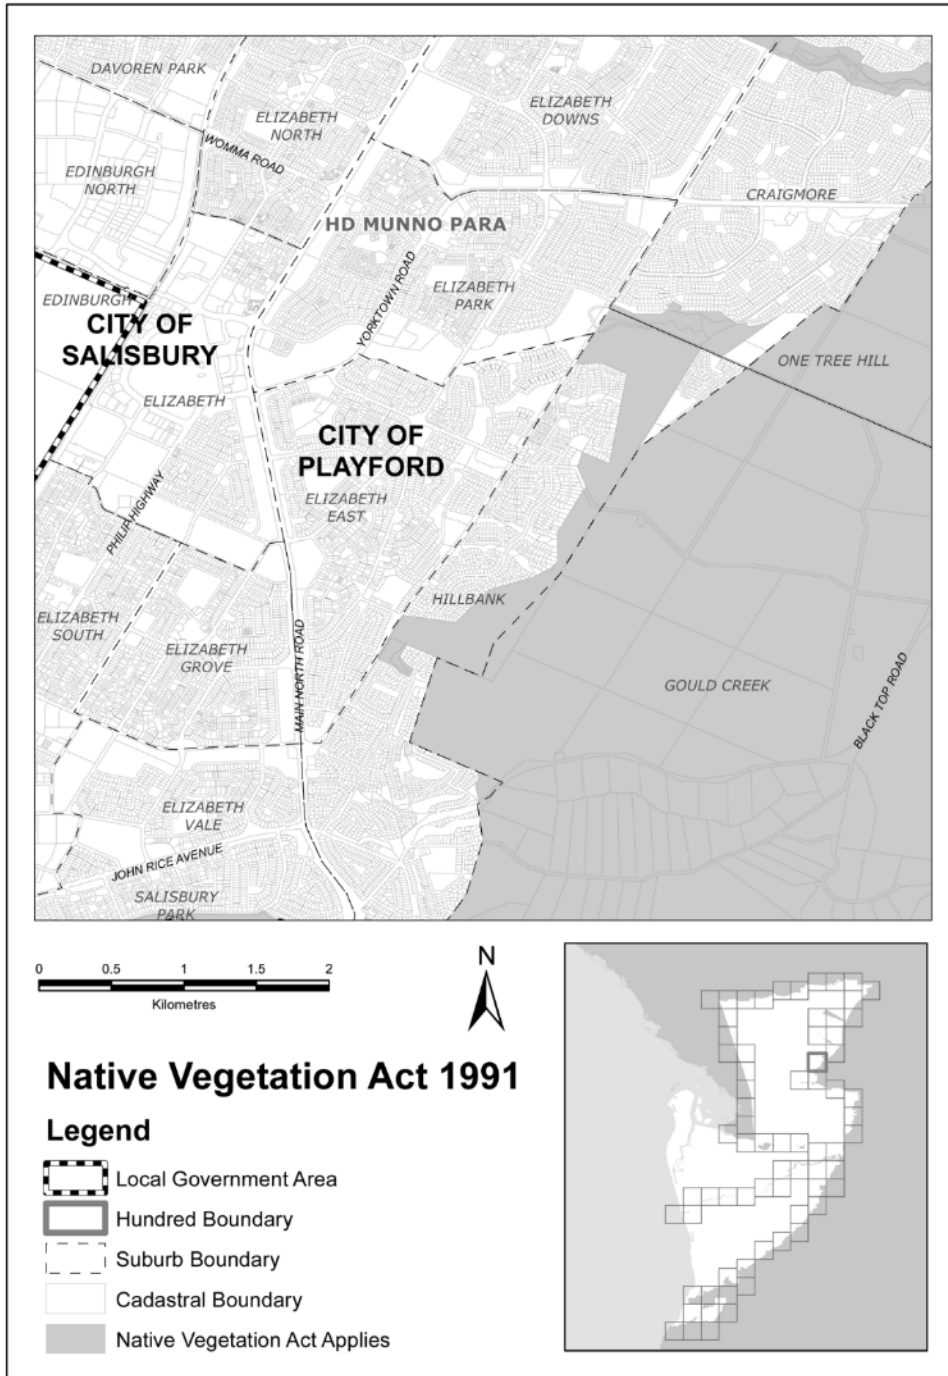 DAVOREN PARK
ELIZABETH
NORTH
ELIZABETH
DOWNS
WOMMA ROAD
EDINBURGH
NORTH
CRAIGMORE
HD MUNNO PARA
YORKTOWN ROAD
ELIZABETH
PARK
EDINBURGH
CITY OF
SALISBURY
ONE TREE HILL
ELIZABETH
CITY OF
PLAYFORD
ELIZABETH
EAST
PHILIP HIGHWAY
HILLBANK
ELIZABETH
SOUTH
ELIZABETH
GROVE
MAIN NORTH ROAD
GOULD CREEK
BLACK TOP ROAD
ELIZABETH
VALE
JOHN RICE AVENUE
SALISBURY
PARK
0 0.5 1 1.5 2
Kilometres
N
Native Vegetation Act 1991
Legend
Local Government Area
Hundred Boundary
Suburb Boundary
Cadastral Boundary
Native Vegetation Act Applies